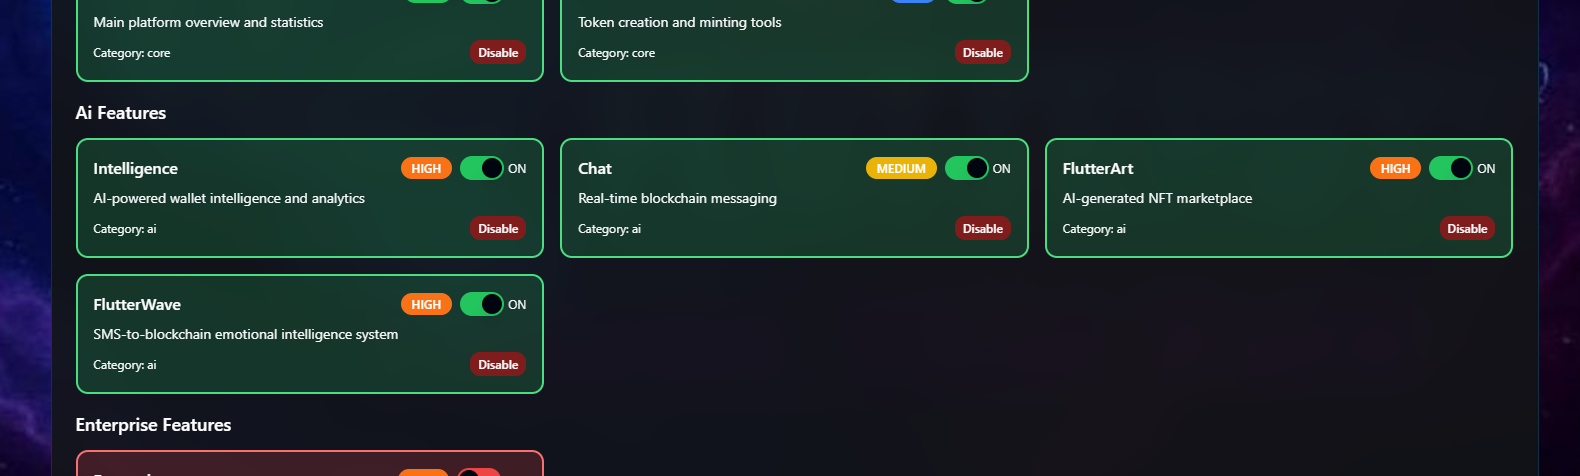 Main platform overview and statistics
Category: core
Disable
Token creation and minting tools
Category: core
Disable
Ai Features
Intelligence
HIGH
ON
AI-powered wallet intelligence and analytics
Category: ai
Disable
Chat
MEDIUM
ON
Real-time blockchain messaging
Category: ai
Disable
FlutterArt
HIGH
ON
AI-generated NFT marketplace
Category: ai
Disable
FlutterWave
HIGH
ON
SMS-to-blockchain emotional intelligence system
Category: ai
Disable
Enterprise Features